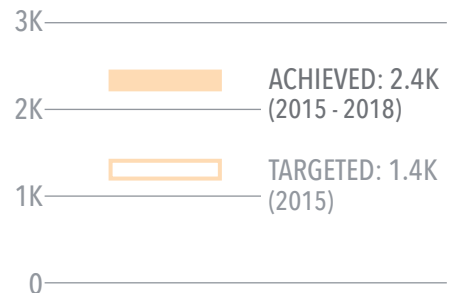 3K
ACHIEVED: 2.4K
2K
(2015 - 2018)
TARGETED: 1.4K
1K
(2015)
0